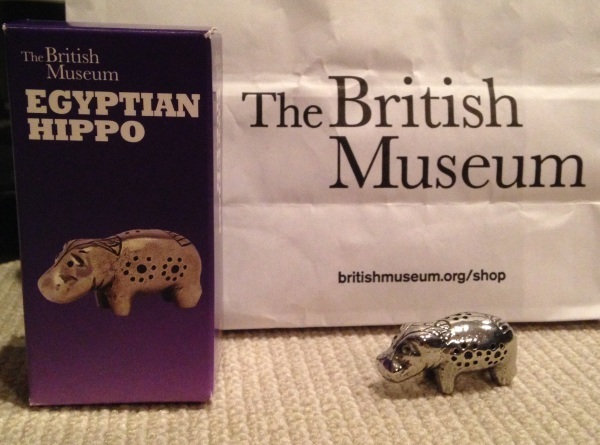 The British
Museum
EGYPTIAN
HIPPO
The British
Museum
britishmuseum.org/shop